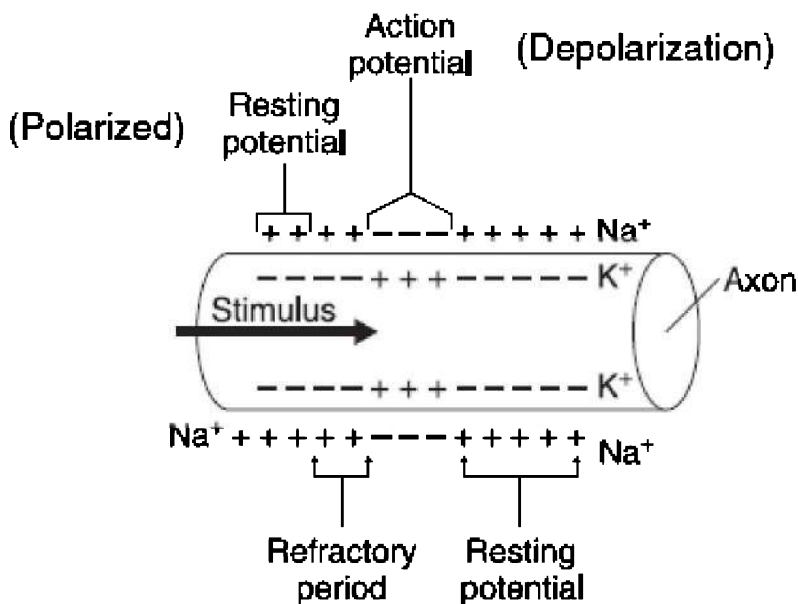 Action
potential
(Depolarization)
Resting
potential
(Polarized)
+ + + + − − − + + + + + Na⁺
− − − − + + + − − − − − K⁺
Axon
Stimulus
− − − − + + + − − − − − K⁺
Na⁺ + + + + + − − − + + + + + Na⁺
Refractory
period
Resting
potential